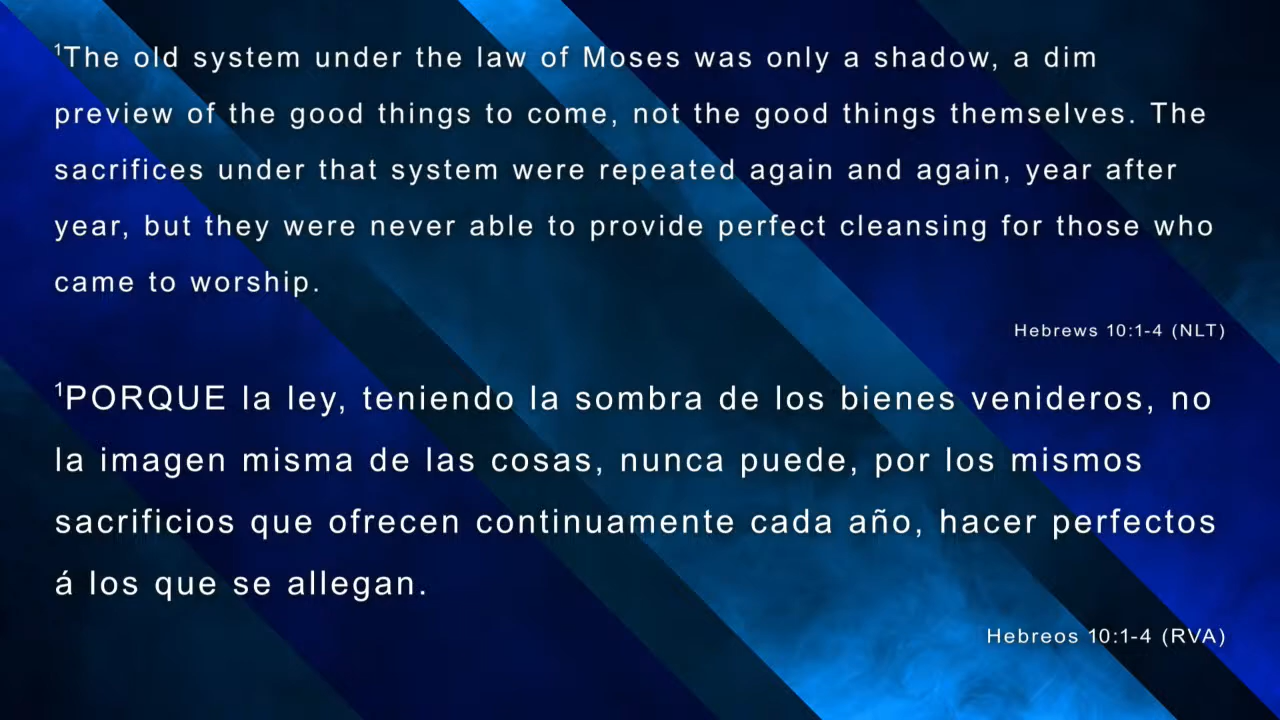 ¹The old system under the law of Moses was only a shadow, a dim
preview of the good things to come, not the good things themselves. The
sacrifices under that system were repeated again and again, year after
year, but they were never able to provide perfect cleansing for those who
came to worship.
Hebrews 10:1-4 (NLT)
¹PORQUE la ley, teniendo la sombra de los bienes venideros, no
la imagen misma de las cosas, nunca puede, por los mismos
sacrificios que ofrecen continuamente cada año, hacer perfectos
á los que se allegan.
Hebreos 10:1-4 (RVA)